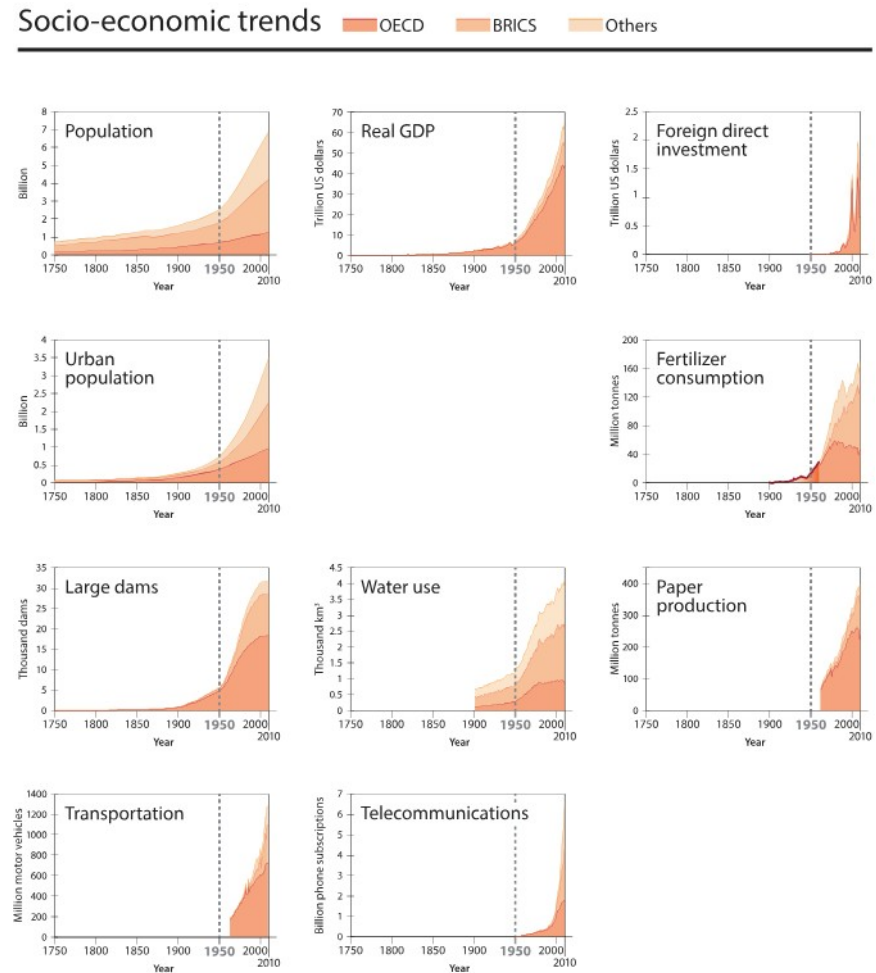 Socio-economic trends OECD BRICS Others
Population
Billion
8
7
6
5
4
3
2
1
0
1750 1800 1850 1900 1950 2000
2010
Year
Real GDP
Trillion US dollars
70
60
50
40
30
20
10
0
1750 1800 1850 1900 1950 2000
2010
Year
Foreign direct
investment
Trillion US dollars
2.5
2
1.5
1
0.5
0
1750 1800 1850 1900 1950 2000
2010
Year
Urban
population
Billion
4
3.5
3
2.5
2
1.5
1
0.5
0
1750 1800 1850 1900 1950 2000
2010
Year
Fertilizer
consumption
Million tonnes
200
160
120
80
40
0
1750 1800 1850 1900 1950 2000
2010
Year
Large dams
Thousand dams
35
30
25
20
15
10
5
0
1750 1800 1850 1900 1950 2000
2010
Year
Water use
Thousand km³
4.5
4
3.5
3
2.5
2
1.5
1
0.5
0
1750 1800 1850 1900 1950 2000
2010
Year
Paper
production
Million tonnes
400
300
200
100
0
1750 1800 1850 1900 1950 2000
2010
Year
Transportation
Million motor vehicles
1400
1200
1000
800
600
400
200
0
1750 1800 1850 1900 1950 2000
2010
Year
Telecommunications
Billion phone subscriptions
7
6
5
4
3
2
1
0
1750 1800 1850 1900 1950 2000
2010
Year